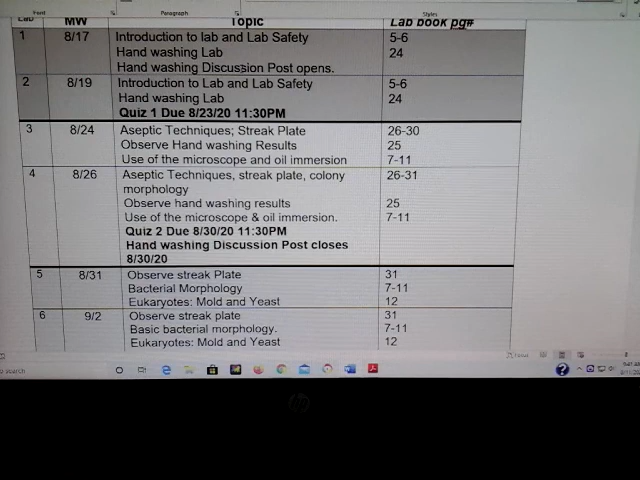 Font Paragraph Styles
Lab MW Topic Lab book pg#
1 8/17 Introduction to lab and Lab Safety 5-6
Hand washing Lab 24
Hand washing Discussion Post opens.
2 8/19 Introduction to Lab and Lab Safety 5-6
Hand washing Lab 24
Quiz 1 Due 8/23/20 11:30PM
3 8/24 Aseptic Techniques; Streak Plate 26-30
Observe Hand washing Results 25
Use of the microscope and oil immersion 7-11
4 8/26 Aseptic Techniques, streak plate, colony 26-31
morphology
Observe hand washing results 25
Use of the microscope & oil immersion. 7-11
Quiz 2 Due 8/30/20 11:30PM
Hand washing Discussion Post closes
8/30/20
5 8/31 Observe streak Plate 31
Bacterial Morphology 7-11
Eukaryotes: Mold and Yeast 12
6 9/2 Observe streak plate 31
Basic bacterial morphology. 7-11
Eukaryotes: Mold and Yeast 12
Focus
o search
hp